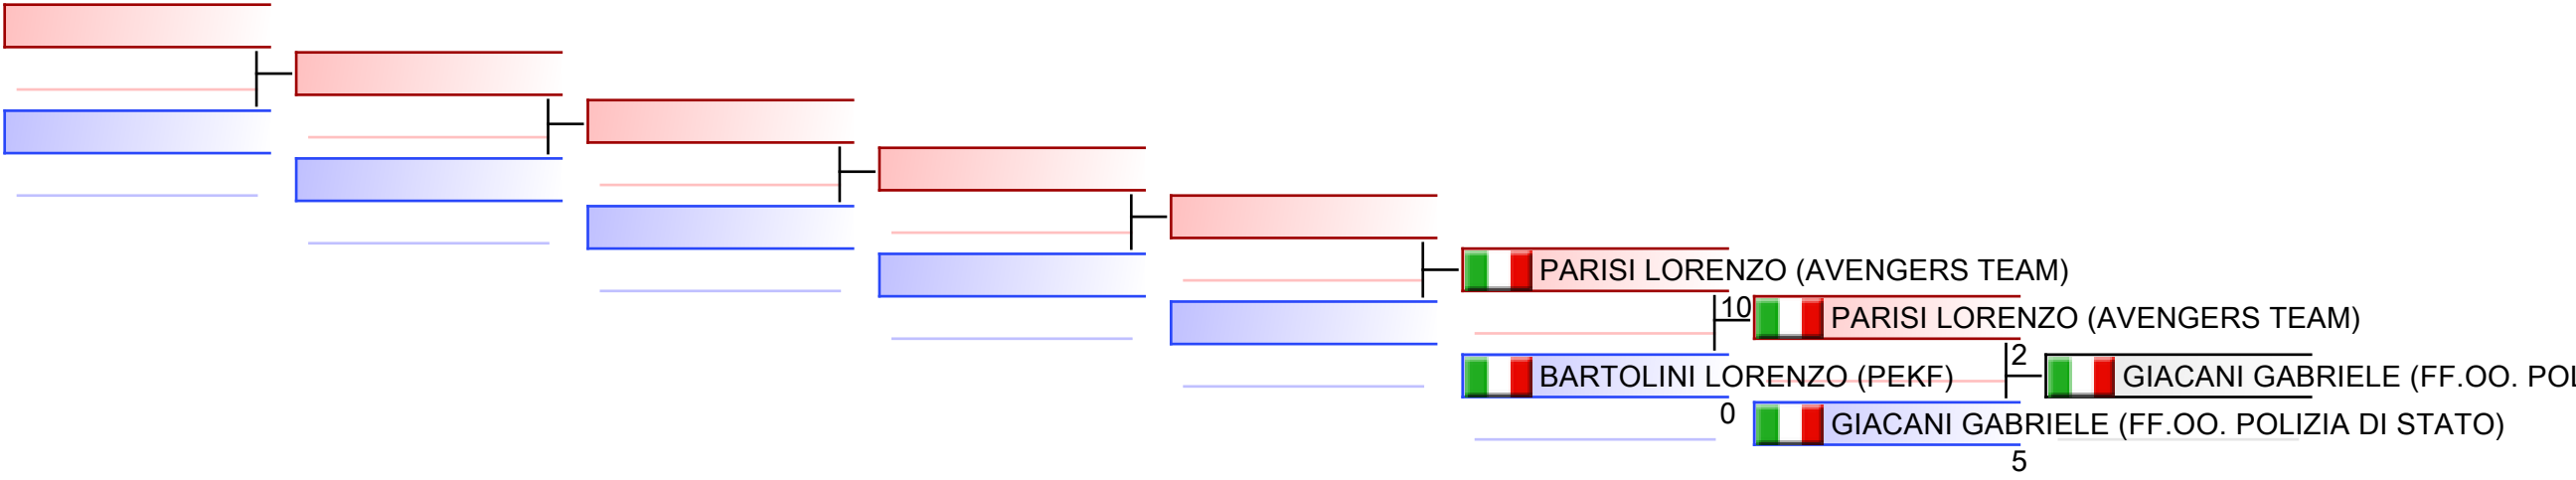 PARISI LORENZO (AVENGERS TEAM)
10
PARISI LORENZO (AVENGERS TEAM)
2
BARTOLINI LORENZO (PEKF)
GIACANI GABRIELE (FF.OO. POL
0
GIACANI GABRIELE (FF.OO. POLIZIA DI STATO)
5